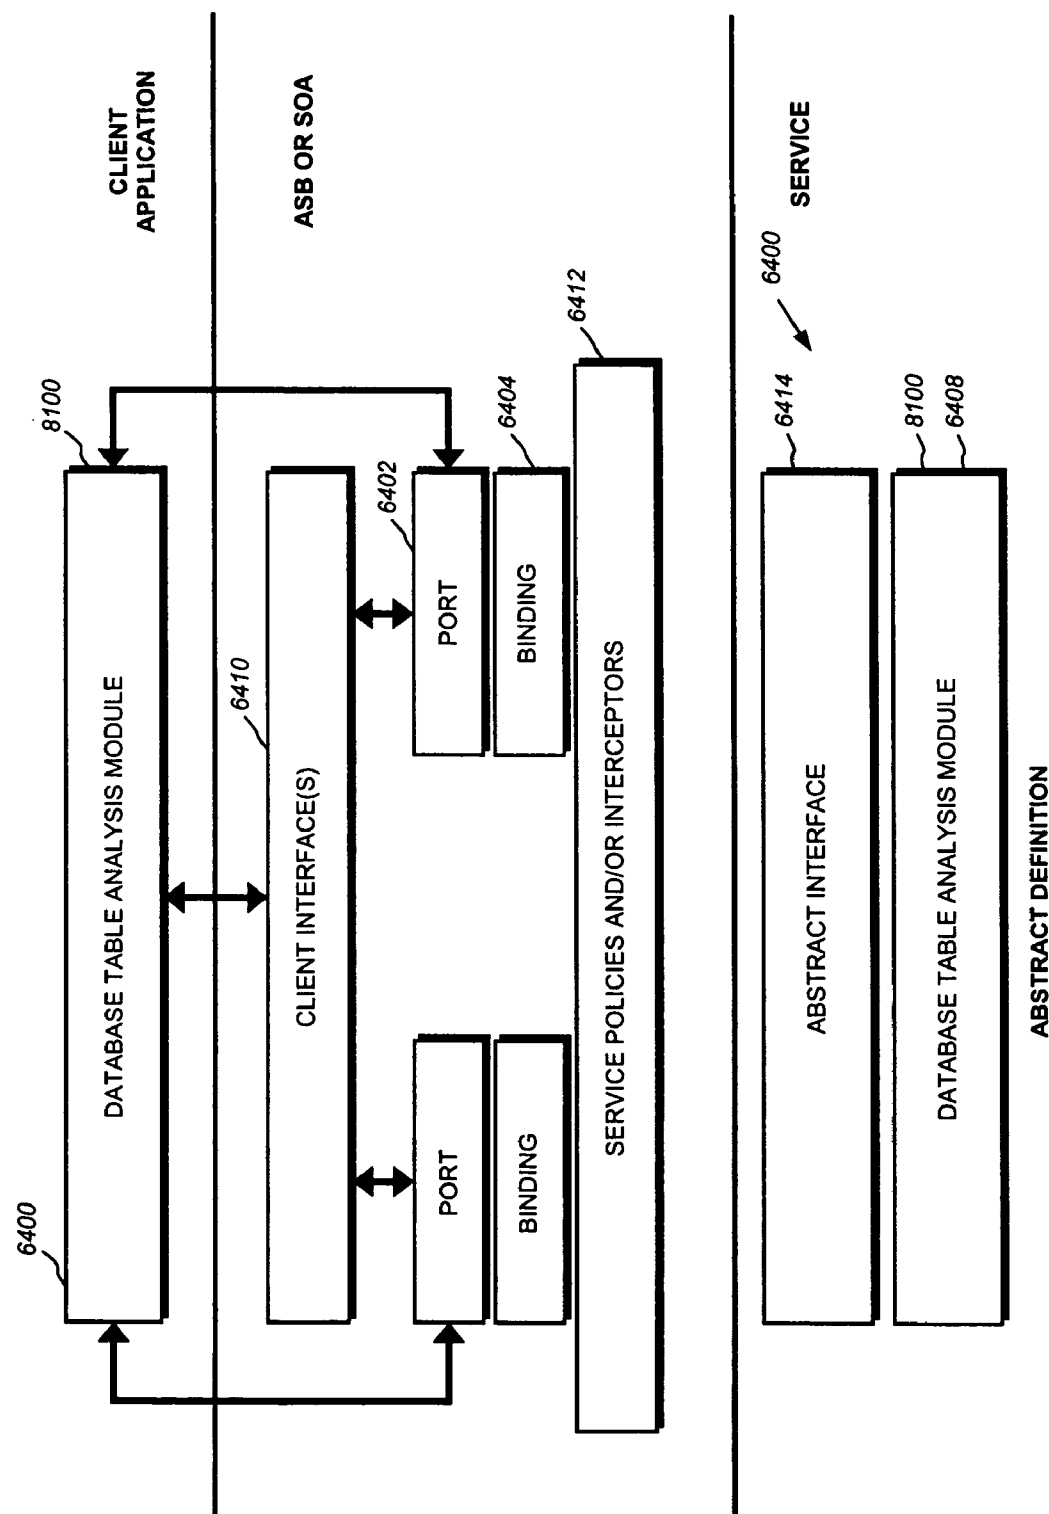 CLIENT
APPLICATION
6400
8100
DATABASE TABLE ANALYSIS MODULE
ASB OR SOA
6410
CLIENT INTERFACE(S)
6402
PORT
PORT
6404
BINDING
BINDING
6412
SERVICE POLICIES AND/OR INTERCEPTORS
SERVICE
6400
6414
ABSTRACT INTERFACE
8100
6408
DATABASE TABLE ANALYSIS MODULE
ABSTRACT DEFINITION